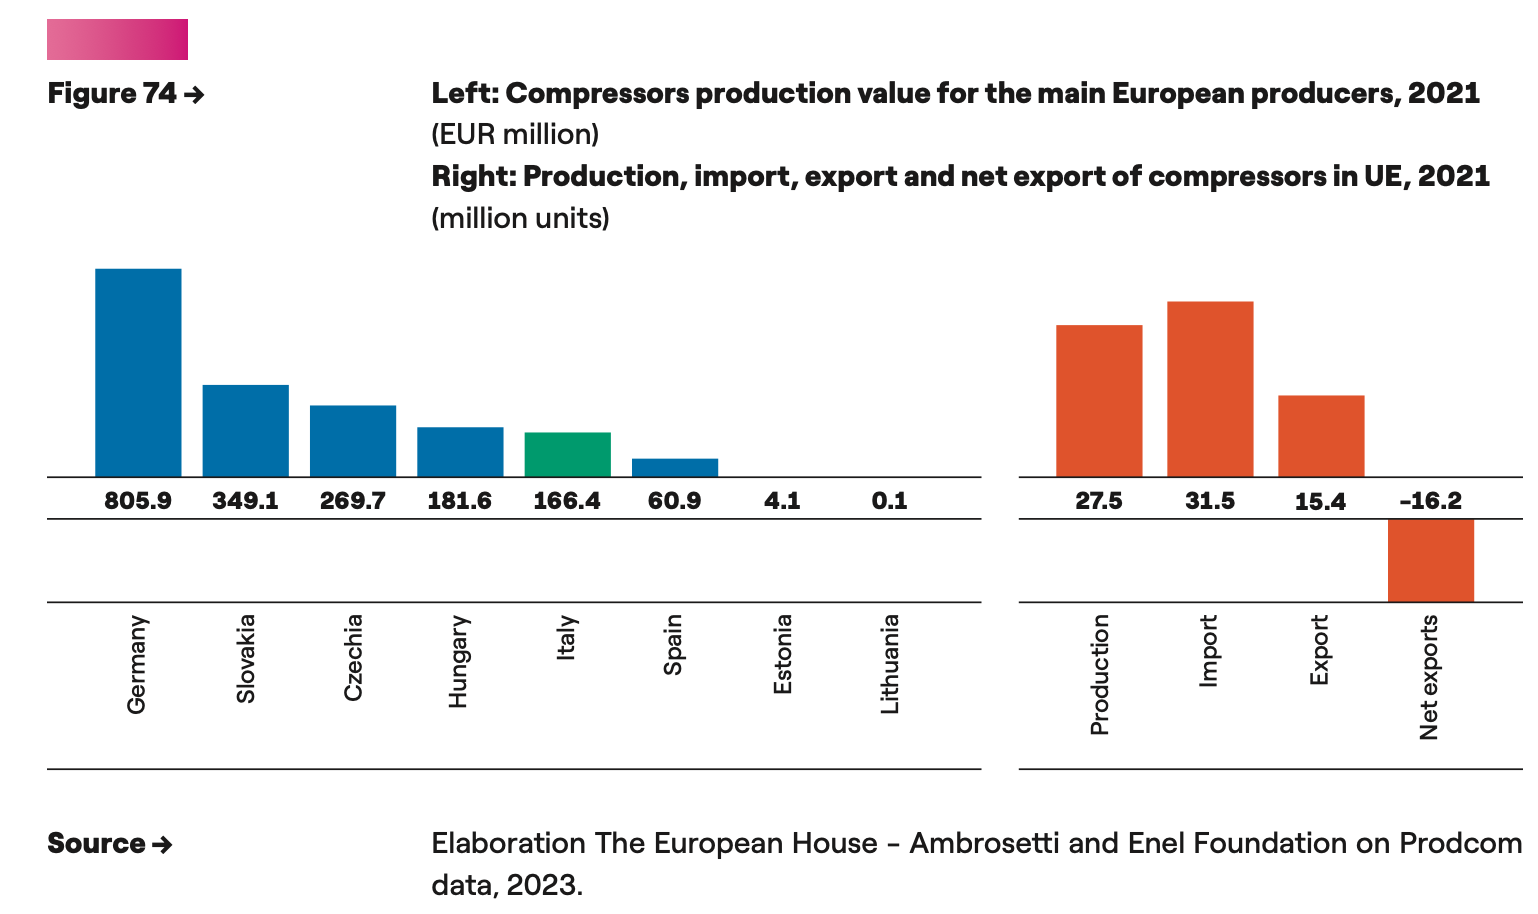 Figure 74 →
Left: Compressors production value for the main European producers, 2021
(EUR million)
Right: Production, import, export and net export of compressors in UE, 2021
(million units)
805.9 349.1 269.7 181.6 166.4 60.9 4.1 0.1
Germany Slovakia Czechia Hungary Italy Spain Estonia Lithuania
27.5 31.5 15.4 -16.2
Production Import Export Net exports
Source →
Elaboration The European House - Ambrosetti and Enel Foundation on Prodcom
data, 2023.